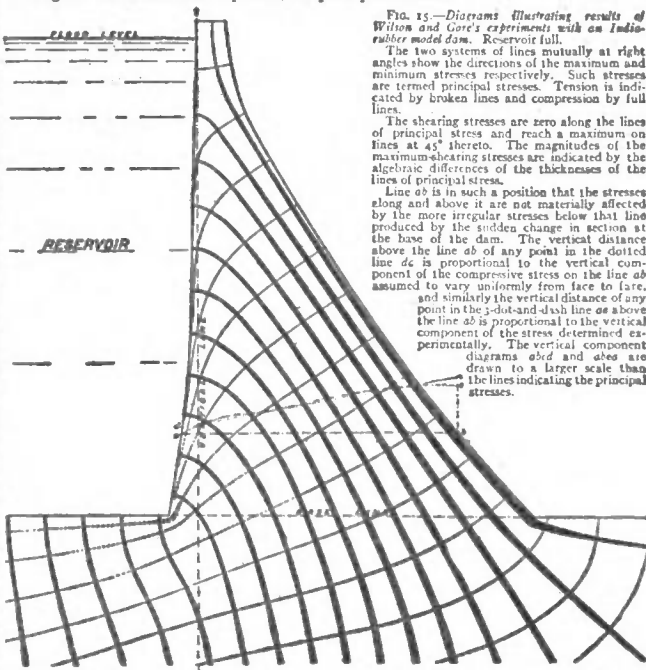 FIG. 15.—Diagrams illustrating results of
Wilson and Gore's experiments with an India-
rubber model dam. Reservoir full.
The two systems of lines mutually at right
angles show the directions of the maximum and
minimum stresses respectively. Such stresses
are termed principal stresses. Tension is indi-
cated by broken lines and compression by full
lines.
The shearing stresses are zero along the lines
of principal stress and reach a maximum on
lines at 45° thereto. The magnitudes of the
maximum-shearing stresses are indicated by the
algebraic differences of the thicknesses of the
lines of principal stress.
Line ab is in such a position that the stresses
along and above it are not materially affected
by the more irregular stresses below that line
produced by the sudden change in section at
the base of the dam. The vertical distance
above the line ab of any point in the dotted
line dc is proportional to the vertical com-
ponent of the compressive stress on the line ab
assumed to vary uniformly from face to face,
and similarly the vertical distance of any
point in the 3-dot-and-dash line ae above
the line ab is proportional to the vertical
component of the stress determined ex-
perimentally. The vertical component
diagrams abcd and abea are
drawn to a larger scale than
the lines indicating the principal
stresses.
FLOOD LEVEL
RESERVOIR